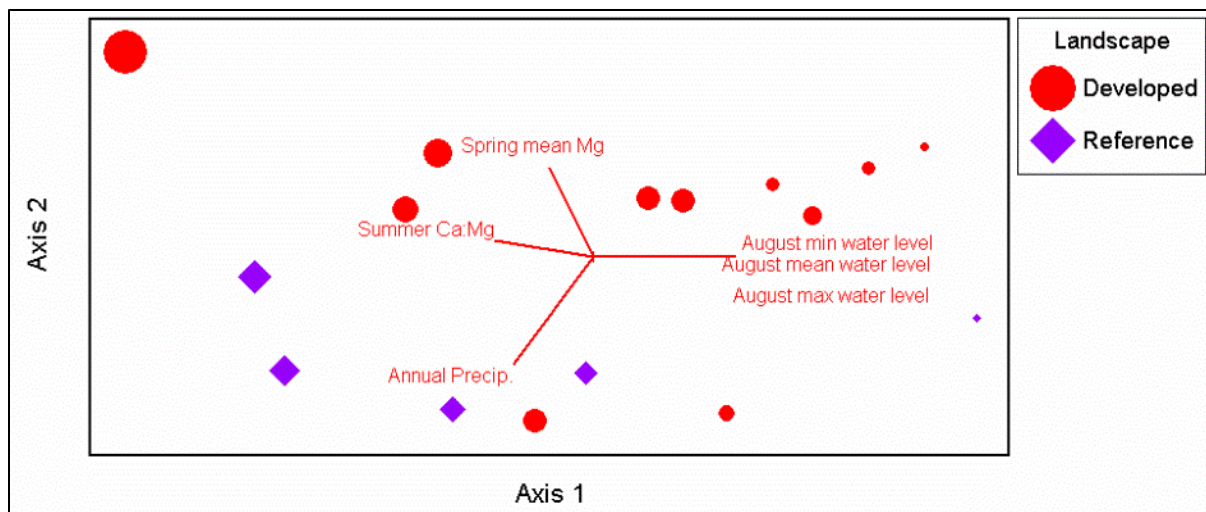 Landscape
Developed
Reference
Spring mean Mg
Summer Ca:Mg
August min water level
August mean water level
August max water level
Annual Precip.
Axis 2
Axis 1